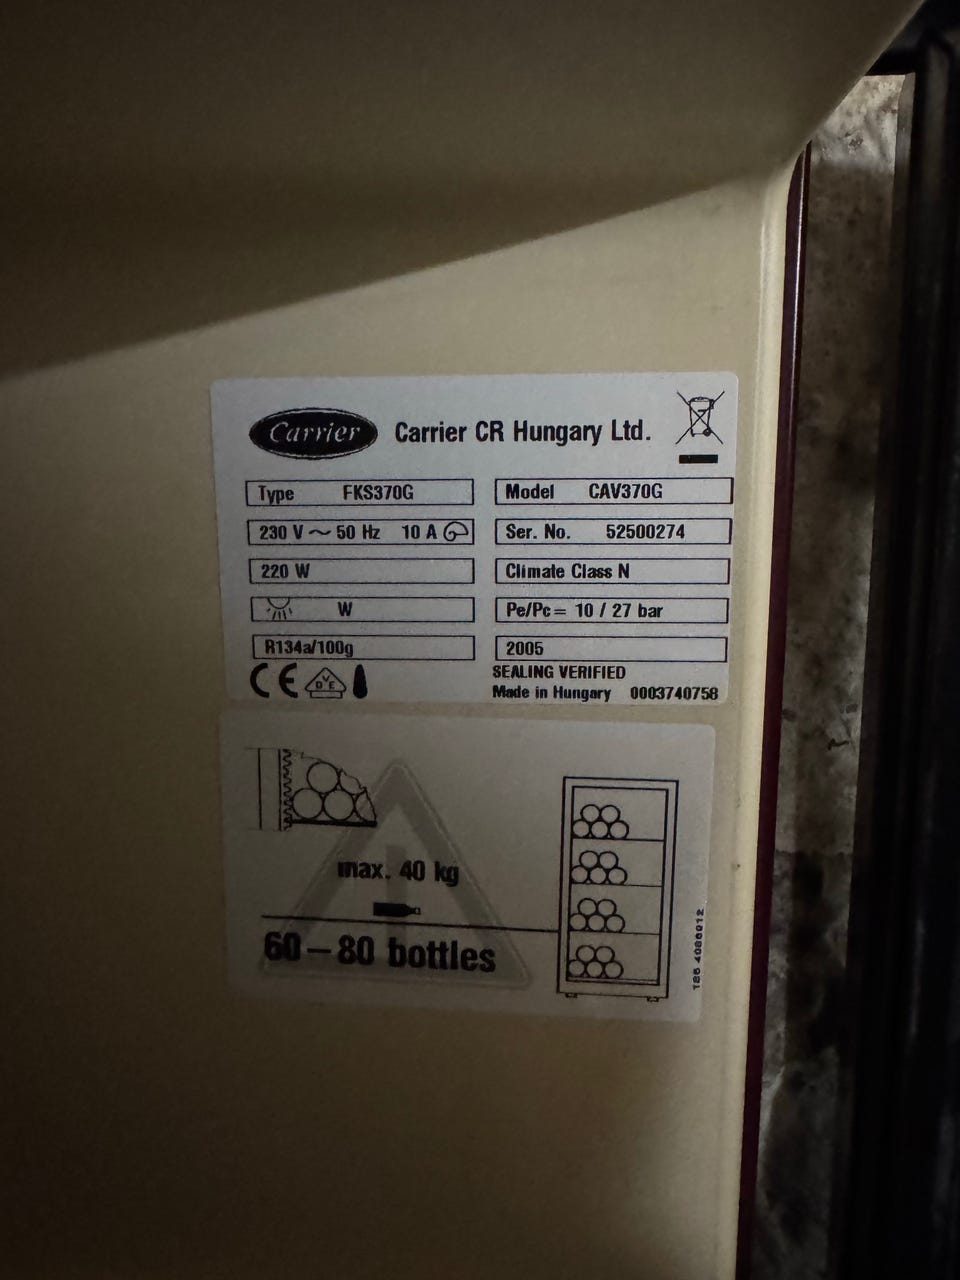 Carrier Carrier CR Hungary Ltd.
Type FKS370G Model CAV370G
230 V ~ 50 Hz 10 A Ser. No. 52500274
220 W Climate Class N
W Pe/Pc = 10 / 27 bar
R134a/100g 2005
SEALING VERIFIED
CE VDE Made in Hungary 0003740758
max. 40 kg
60 – 80 bottles